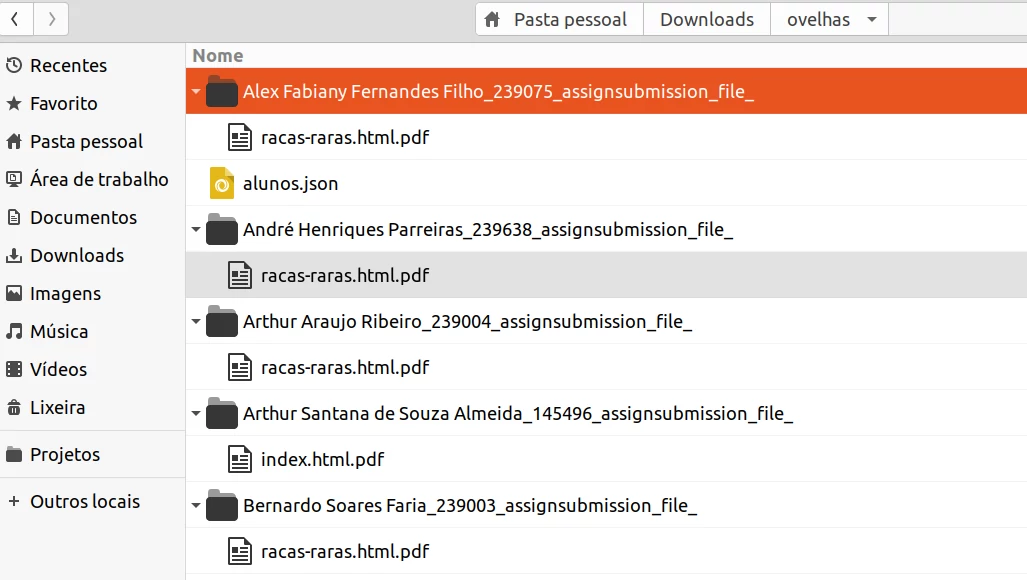 Pasta pessoal Downloads ovelhas
Recentes
Favorito
Pasta pessoal
Área de trabalho
Documentos
Downloads
Imagens
Música
Vídeos
Lixeira
Projetos
+ Outros locais
Nome
Alex Fabiany Fernandes Filho_239075_assignsubmission_file_
racas-raras.html.pdf
alunos.json
André Henriques Parreiras_239638_assignsubmission_file_
racas-raras.html.pdf
Arthur Araujo Ribeiro_239004_assignsubmission_file_
racas-raras.html.pdf
Arthur Santana de Souza Almeida_145496_assignsubmission_file_
index.html.pdf
Bernardo Soares Faria_239003_assignsubmission_file_
racas-raras.html.pdf